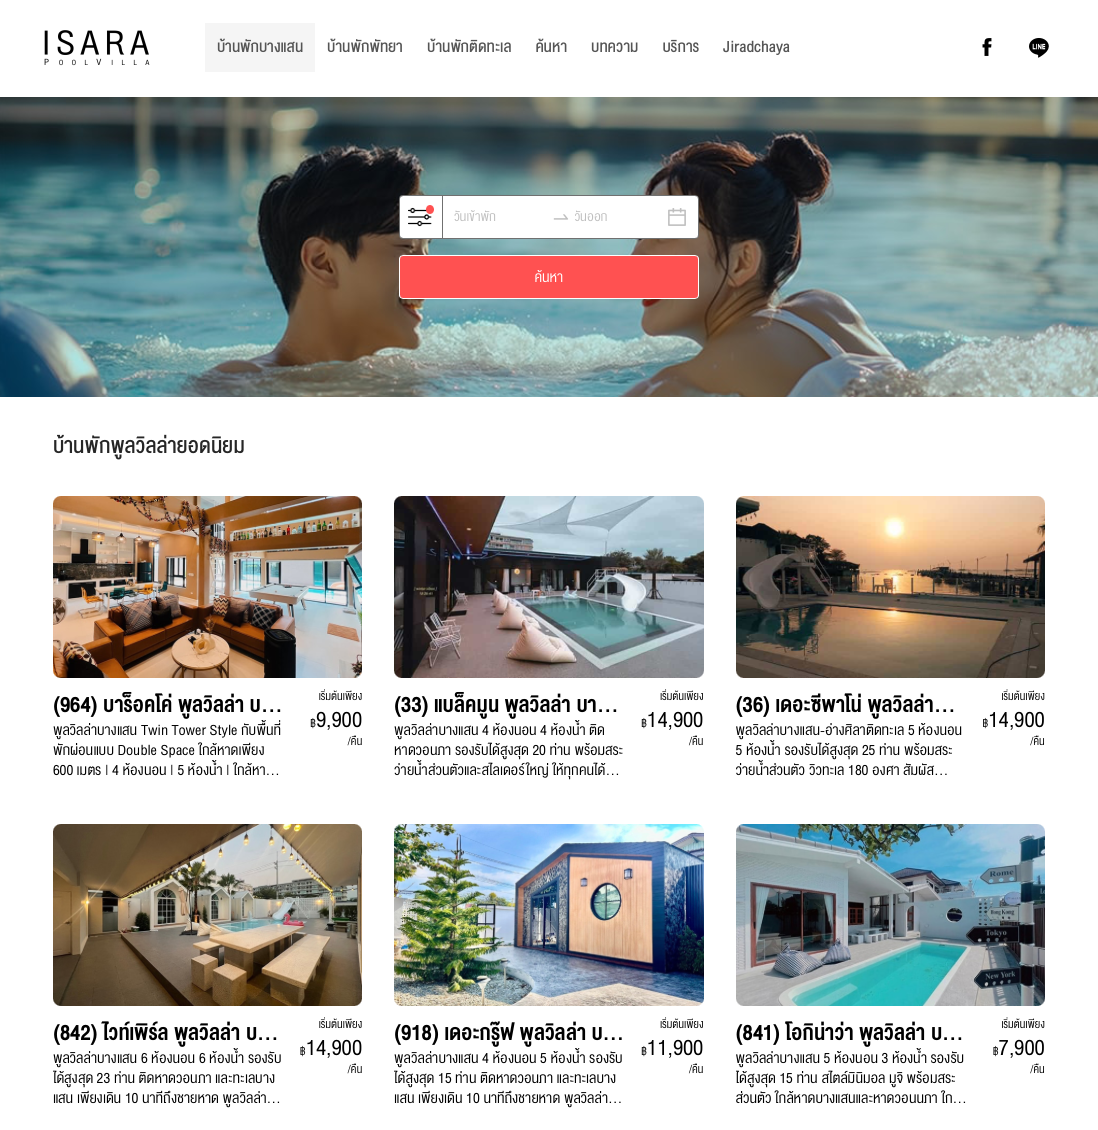 ISARA
POOLVILLA
บ้านพักบางแสน บ้านพักพัทยา บ้านพักติดทะเล ค้นหา บทความ บริการ Jiradchaya
LINE
วันเข้าพัก วันออก
ค้นหา
บ้านพักพูลวิลล่ายอดนิยม
(964) บาร็อคโค่ พูลวิลล่า บ...
เริ่มต้นเพียง
฿9,900
/คืน
พูลวิลล่าบางแสน Twin Tower Style กับพื้นที่
พักผ่อนแบบ Double Space ใกล้หาดเพียง
600 เมตร | 4 ห้องนอน | 5 ห้องน้ำ | ใกล้หา...
(33) แบล็คมูน พูลวิลล่า บา...
เริ่มต้นเพียง
฿14,900
/คืน
พูลวิลล่าบางแสน 4 ห้องนอน 4 ห้องน้ำ ติด
หาดวอนภา รองรับได้สูงสุด 20 ท่าน พร้อมสระ
ว่ายน้ำส่วนตัวและสไลเดอร์ใหญ่ ให้ทุกคนได้...
(36) เดอะซีพาโน่ พูลวิลล่า...
เริ่มต้นเพียง
฿14,900
/คืน
พูลวิลล่าบางแสน-อ่างศิลาติดทะเล 5 ห้องนอน
5 ห้องน้ำ รองรับได้สูงสุด 25 ท่าน พร้อมสระ
ว่ายน้ำส่วนตัว วิวทะเล 180 องศา สัมผัส...
Rome
Hong Kong
Tokyo
New York
(842) ไวท์เพิร์ล พูลวิลล่า บ...
เริ่มต้นเพียง
฿14,900
/คืน
พูลวิลล่าบางแสน 6 ห้องนอน 6 ห้องน้ำ รองรับ
ได้สูงสุด 23 ท่าน ติดหาดวอนภา และทะเลบาง
แสน เพียงเดิน 10 นาทีถึงชายหาด พูลวิลล่า...
(918) เดอะกรู๊ฟ พูลวิลล่า บ...
เริ่มต้นเพียง
฿11,900
/คืน
พูลวิลล่าบางแสน 4 ห้องนอน 5 ห้องน้ำ รองรับ
ได้สูงสุด 15 ท่าน ติดหาดวอนภา และทะเลบาง
แสน เพียงเดิน 10 นาทีถึงชายหาด พูลวิลล่า...
(841) โอกิน่าว่า พูลวิลล่า บ...
เริ่มต้นเพียง
฿7,900
/คืน
พูลวิลล่าบางแสน 5 ห้องนอน 3 ห้องน้ำ รองรับ
ได้สูงสุด 15 ท่าน สไตล์มินิมอล มูจิ พร้อมสระ
ส่วนตัว ใกล้หาดบางแสนและหาดวอนนภา ใก...